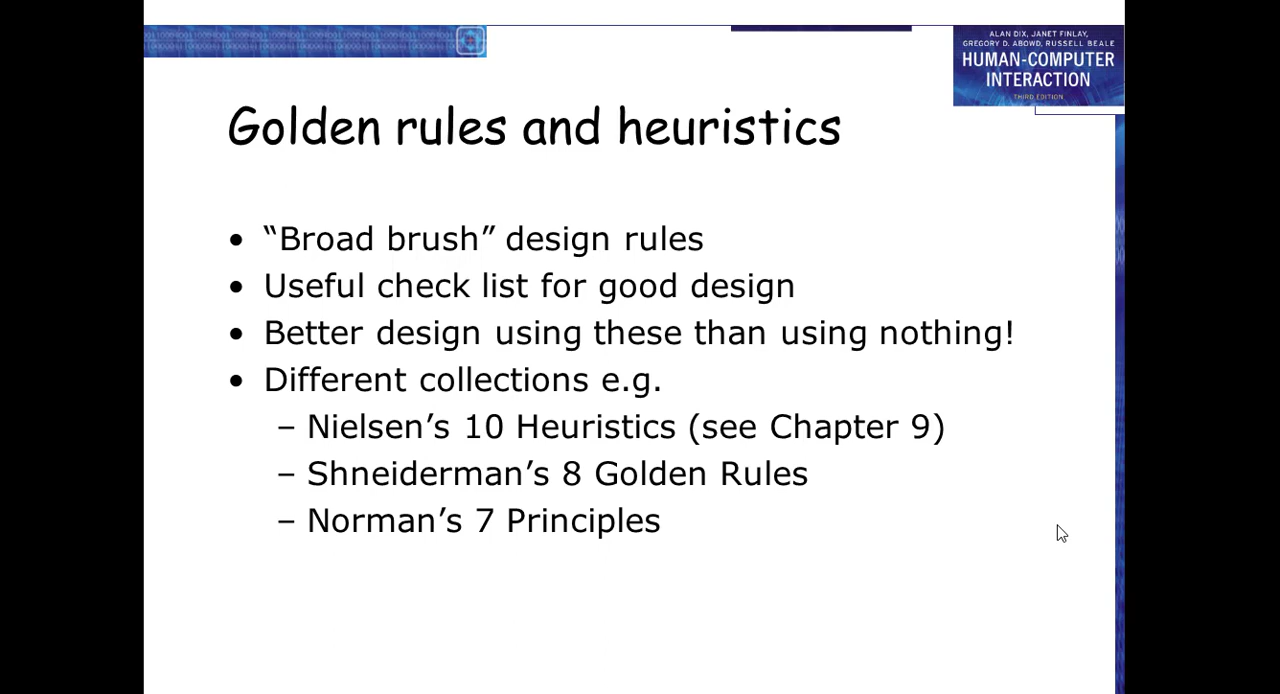 ALAN DIX, JANET FINLAY,
GREGORY D. ABOWD, RUSSELL BEALE
HUMAN-COMPUTER
INTERACTION
THIRD EDITION
Golden rules and heuristics
• “Broad brush” design rules
• Useful check list for good design
• Better design using these than using nothing!
• Different collections e.g.
– Nielsen’s 10 Heuristics (see Chapter 9)
– Shneiderman’s 8 Golden Rules
– Norman’s 7 Principles